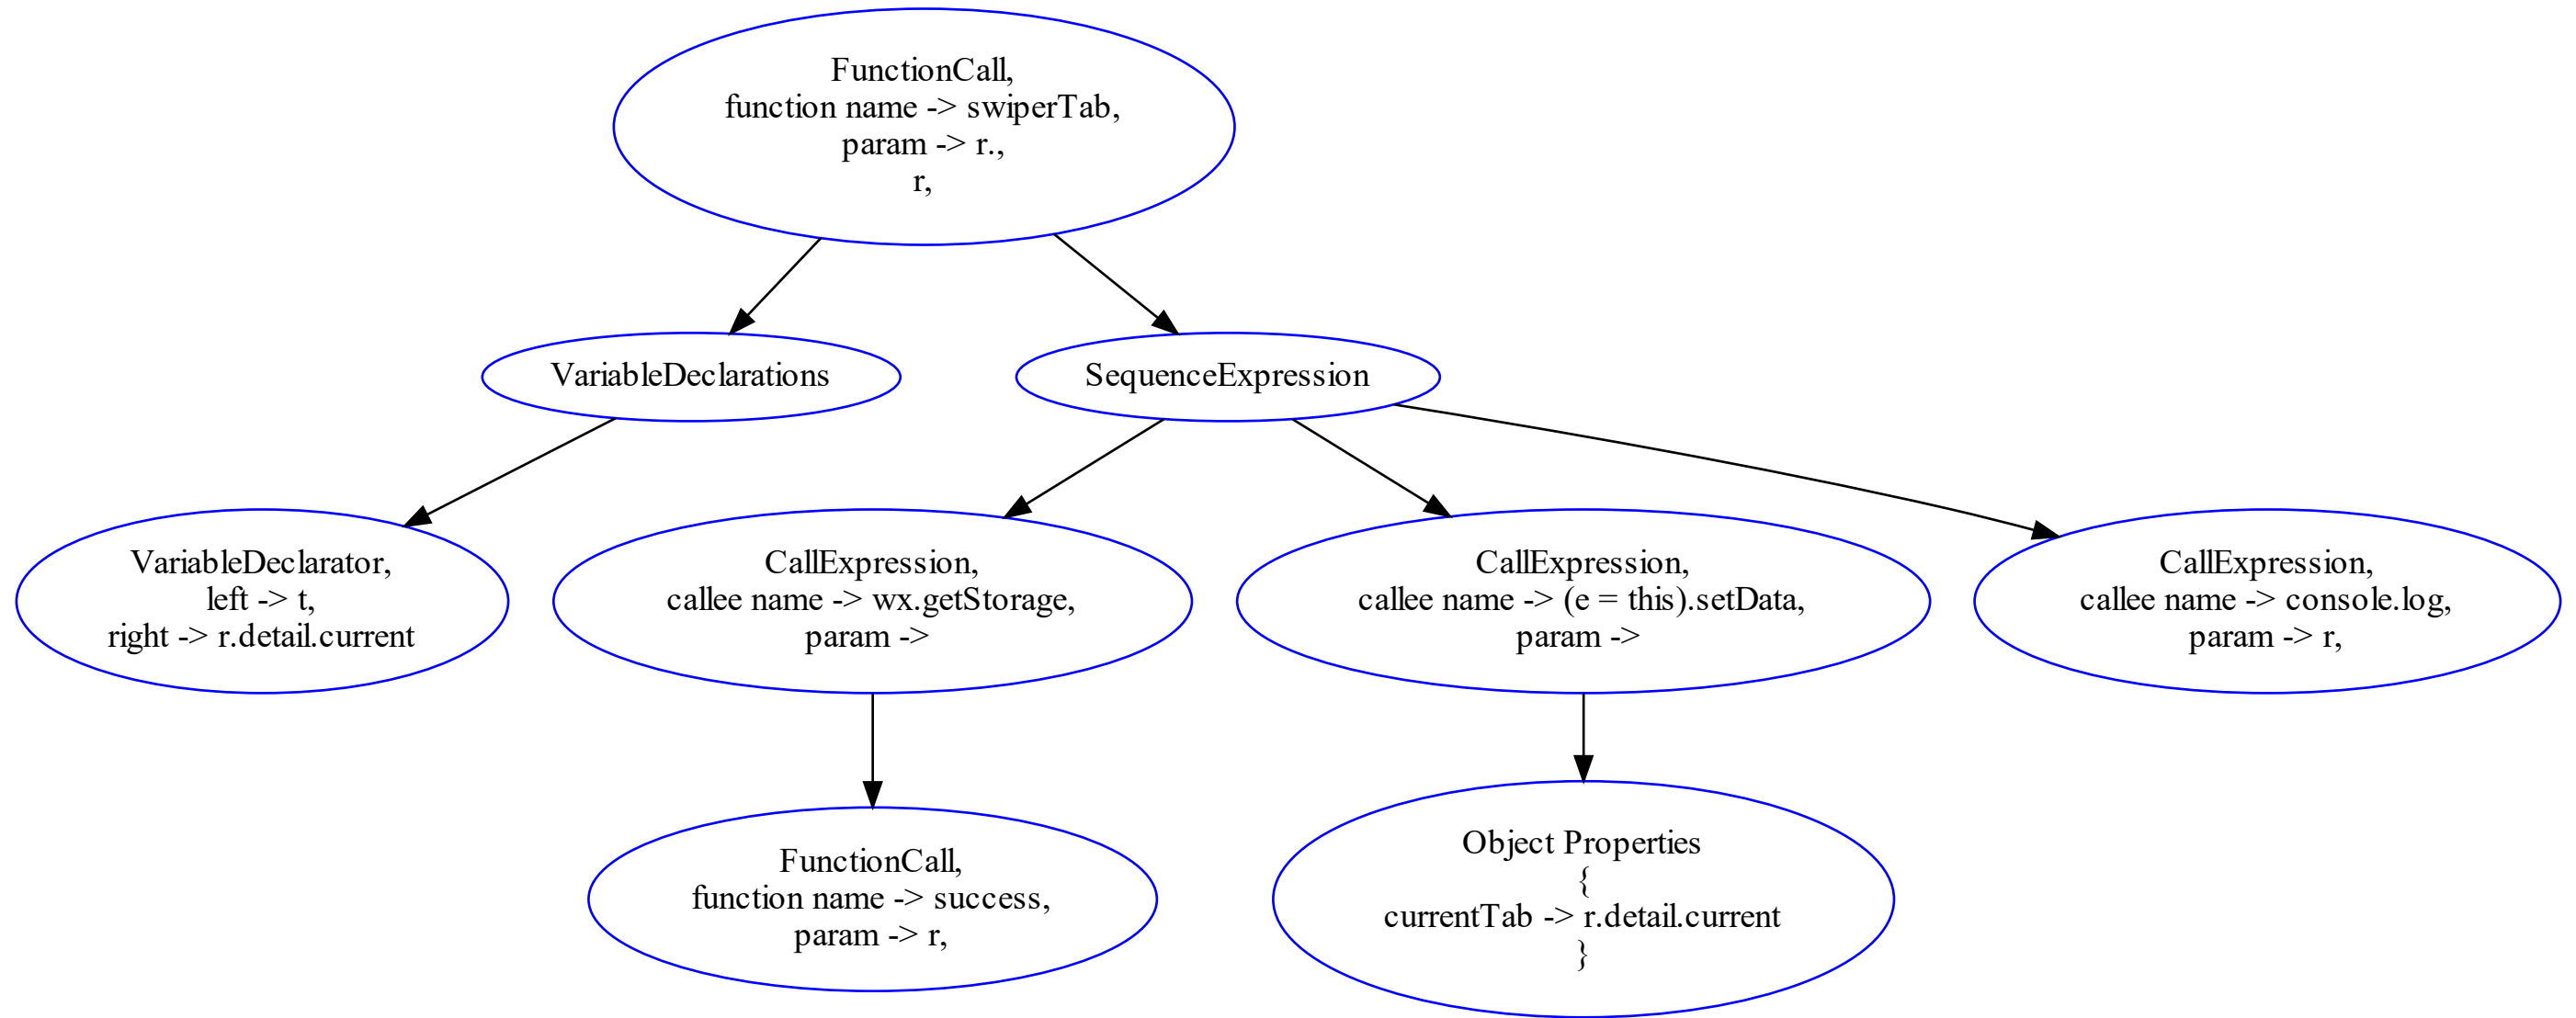 FunctionCall,
function name -> swiperTab,
param -> r.,
r,
VariableDeclarations
SequenceExpression
VariableDeclarator,
left -> t,
right -> r.detail.current
CallExpression,
callee name -> wx.getStorage,
param ->
CallExpression,
callee name -> (e = this).setData,
param ->
CallExpression,
callee name -> console.log,
param -> r,
FunctionCall,
function name -> success,
param -> r,
Object Properties
{
currentTab -> r.detail.current
}